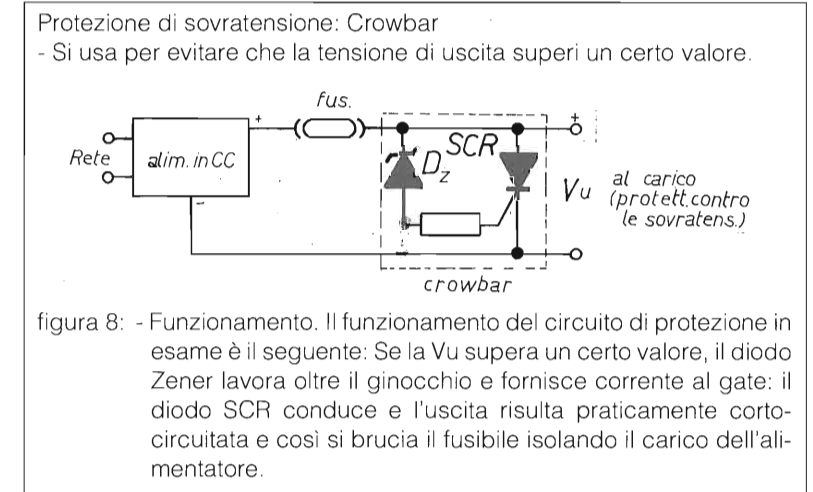 Protezione di sovratensione: Crowbar
- Si usa per evitare che la tensione di uscita superi un certo valore.
fus.
+
+
SCR
Rete
alim. in CC
Dz
Vu
al carico
(protett. contro
le sovratens.)
-
crowbar
figura 8: - Funzionamento. Il funzionamento del circuito di protezione in
esame è il seguente: Se la Vu supera un certo valore, il diodo
Zener lavora oltre il ginocchio e fornisce corrente al gate: il
diodo SCR conduce e l'uscita risulta praticamente corto-
circuitata e così si brucia il fusibile isolando il carico dell'ali-
mentatore.